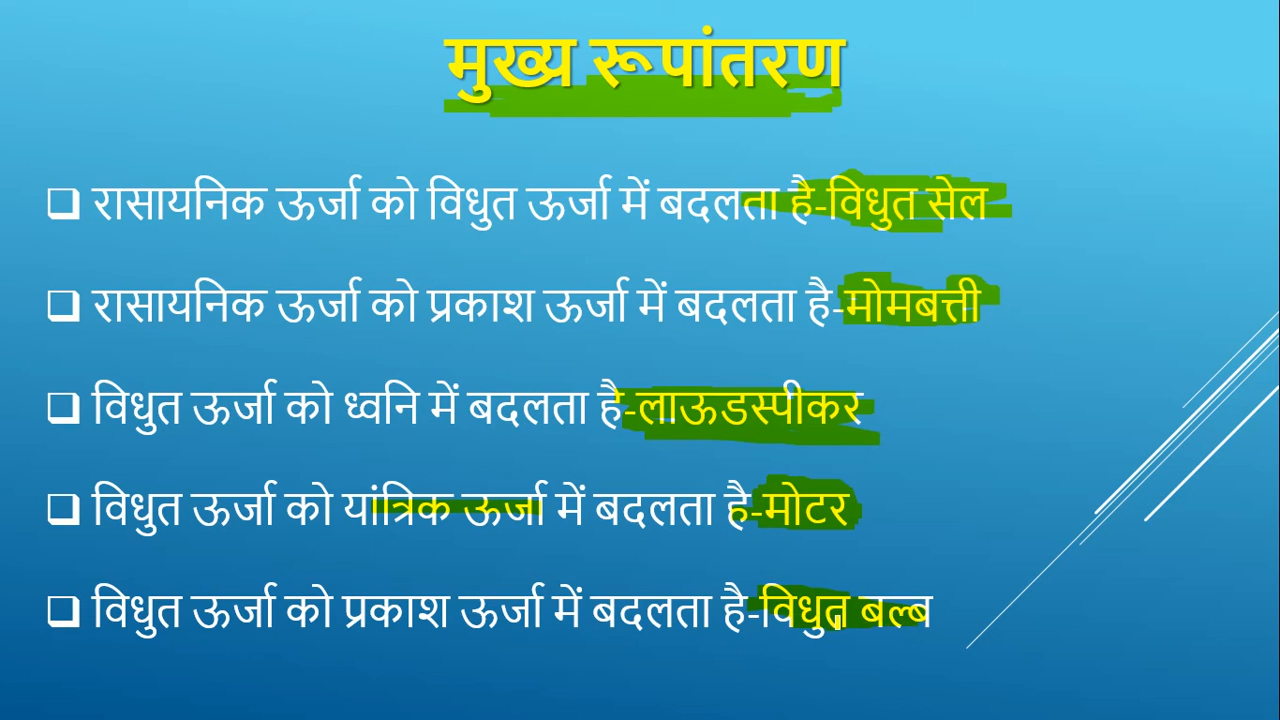 मुख्य रूपांतरण
रासायनिक ऊर्जा को विधुत ऊर्जा में बदलता है-विधुत सेल
रासायनिक ऊर्जा को प्रकाश ऊर्जा में बदलता है-मोमबत्ती
विधुत ऊर्जा को ध्वनि में बदलता है-लाऊडस्पीकर
विधुत ऊर्जा को यांत्रिक ऊर्जा में बदलता है-मोटर
विधुत ऊर्जा को प्रकाश ऊर्जा में बदलता है-विधुत बल्ब